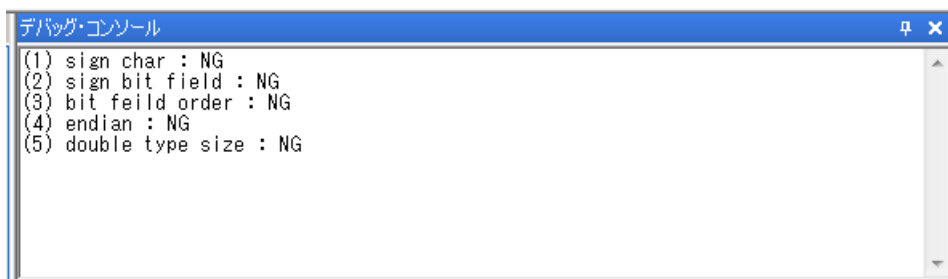 デバッグ・コンソール
(1) sign char : NG
(2) sign bit field : NG
(3) bit feild order : NG
(4) endian : NG
(5) double type size : NG